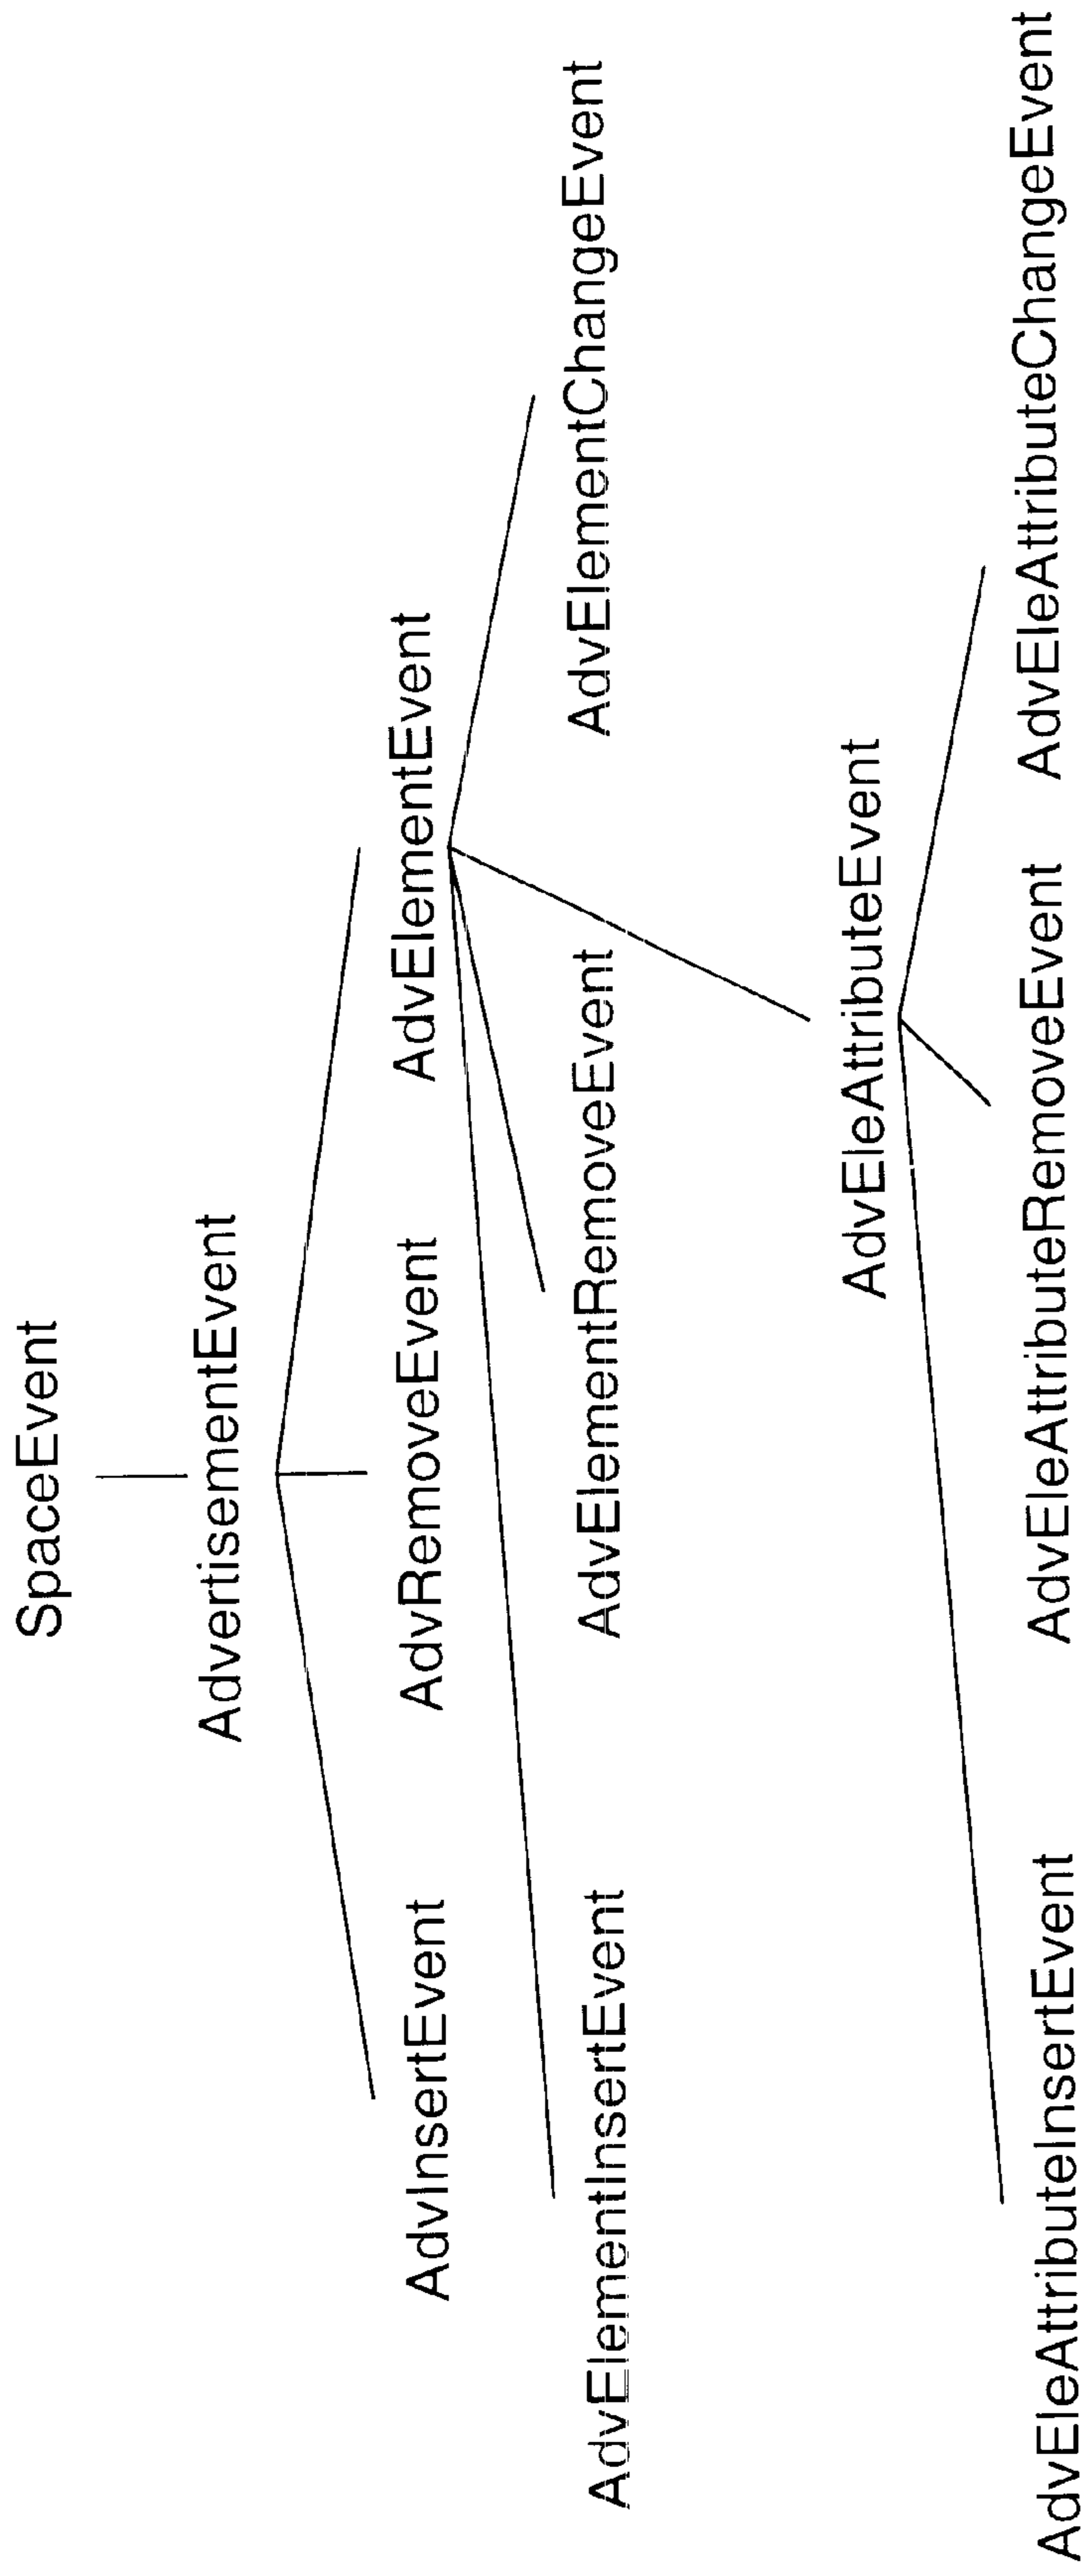 SpaceEvent
AdvertisementEvent
AdvInsertEvent
AdvRemoveEvent
AdvElementEvent
AdvElementInsertEvent
AdvElementRemoveEvent
AdvElementChangeEvent
AdvEleAttributeEvent
AdvEleAttributeInsertEvent
AdvEleAttributeRemoveEvent
AdvEleAttributeChangeEvent